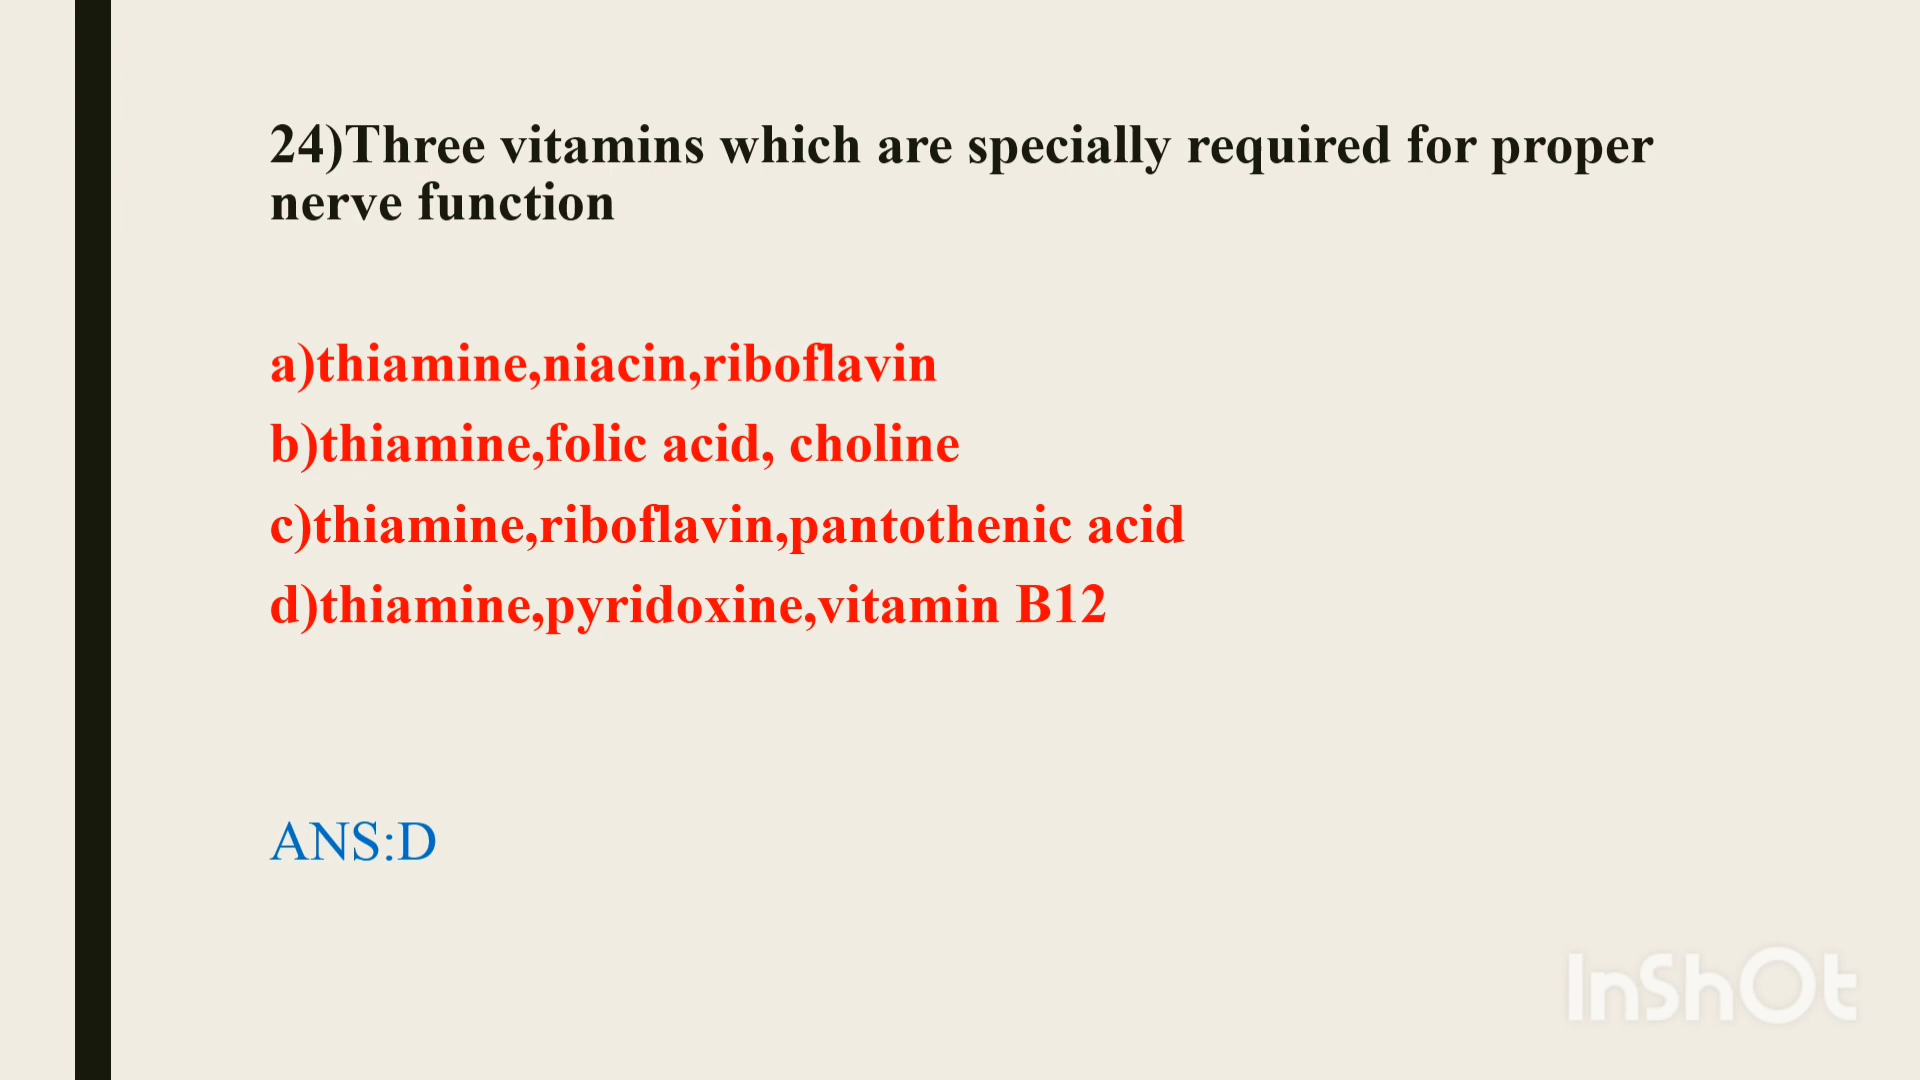 24)Three vitamins which are specially required for proper
nerve function
a)thiamine,niacin,riboflavin
b)thiamine,folic acid, choline
c)thiamine,riboflavin,pantothenic acid
d)thiamine,pyridoxine,vitamin B12
ANS:D
InShOt